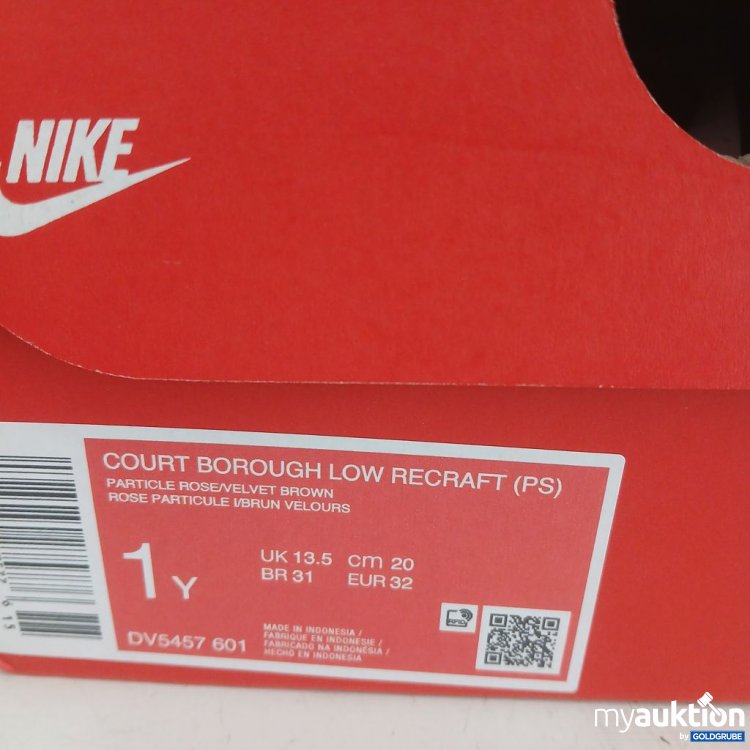 NIKE
COURT BOROUGH LOW RECRAFT (PS)
PARTICLE ROSE/VELVET BROWN
ROSE PARTICULE I/BRUN VELOURS
1 Y
UK 13.5 cm 20
BR 31 EUR 32
DV5457 601
MADE IN INDONESIA /
FABRIQUE EN INDONESIE /
FABRICADO NA INDONÉSIA /
HECHO EN INDONESIA
RFID
myauktion
by GOLDGRUBE